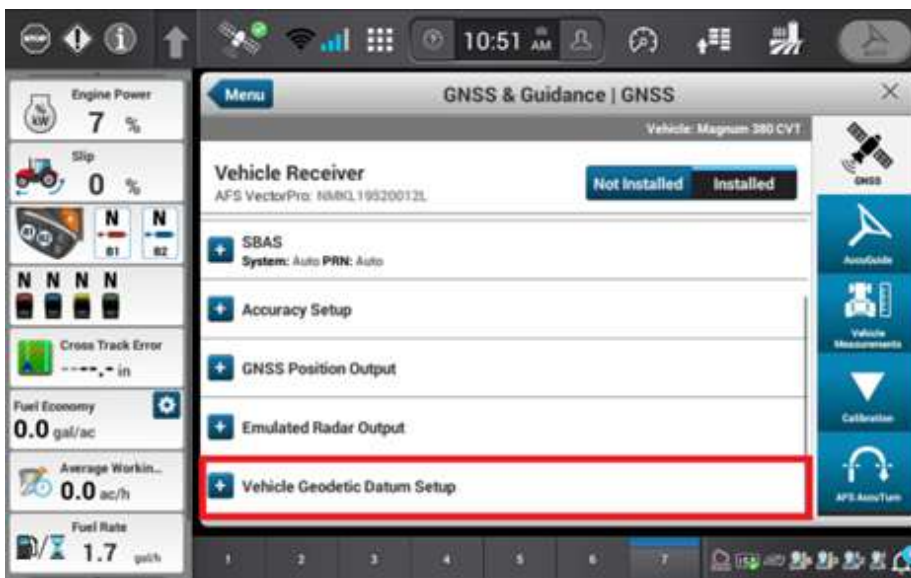 STOP
10:51 AM
Engine Power
% kW
7 %
Slip
0 %
B1 B2
N N
B1 B2
N N N N
Cross Track Error
---.- in
Fuel Economy
0.0 gal/ac
Average Workin...
0.0 ac/h
Fuel Rate
1.7 gal/h
Menu
GNSS & Guidance | GNSS
Vehicle: Magnum 380 CVT
Vehicle Receiver
AFS VectorPro:
Not Installed Installed
SBAS
System: Auto PRN: Auto
Accuracy Setup
GNSS Position Output
Emulated Radar Output
Vehicle Geodetic Datum Setup
GNSS
AccuGuide
Vehicle
Measurements
Calibration
AFS AccuTurn
1 2 3 4 5 6 7